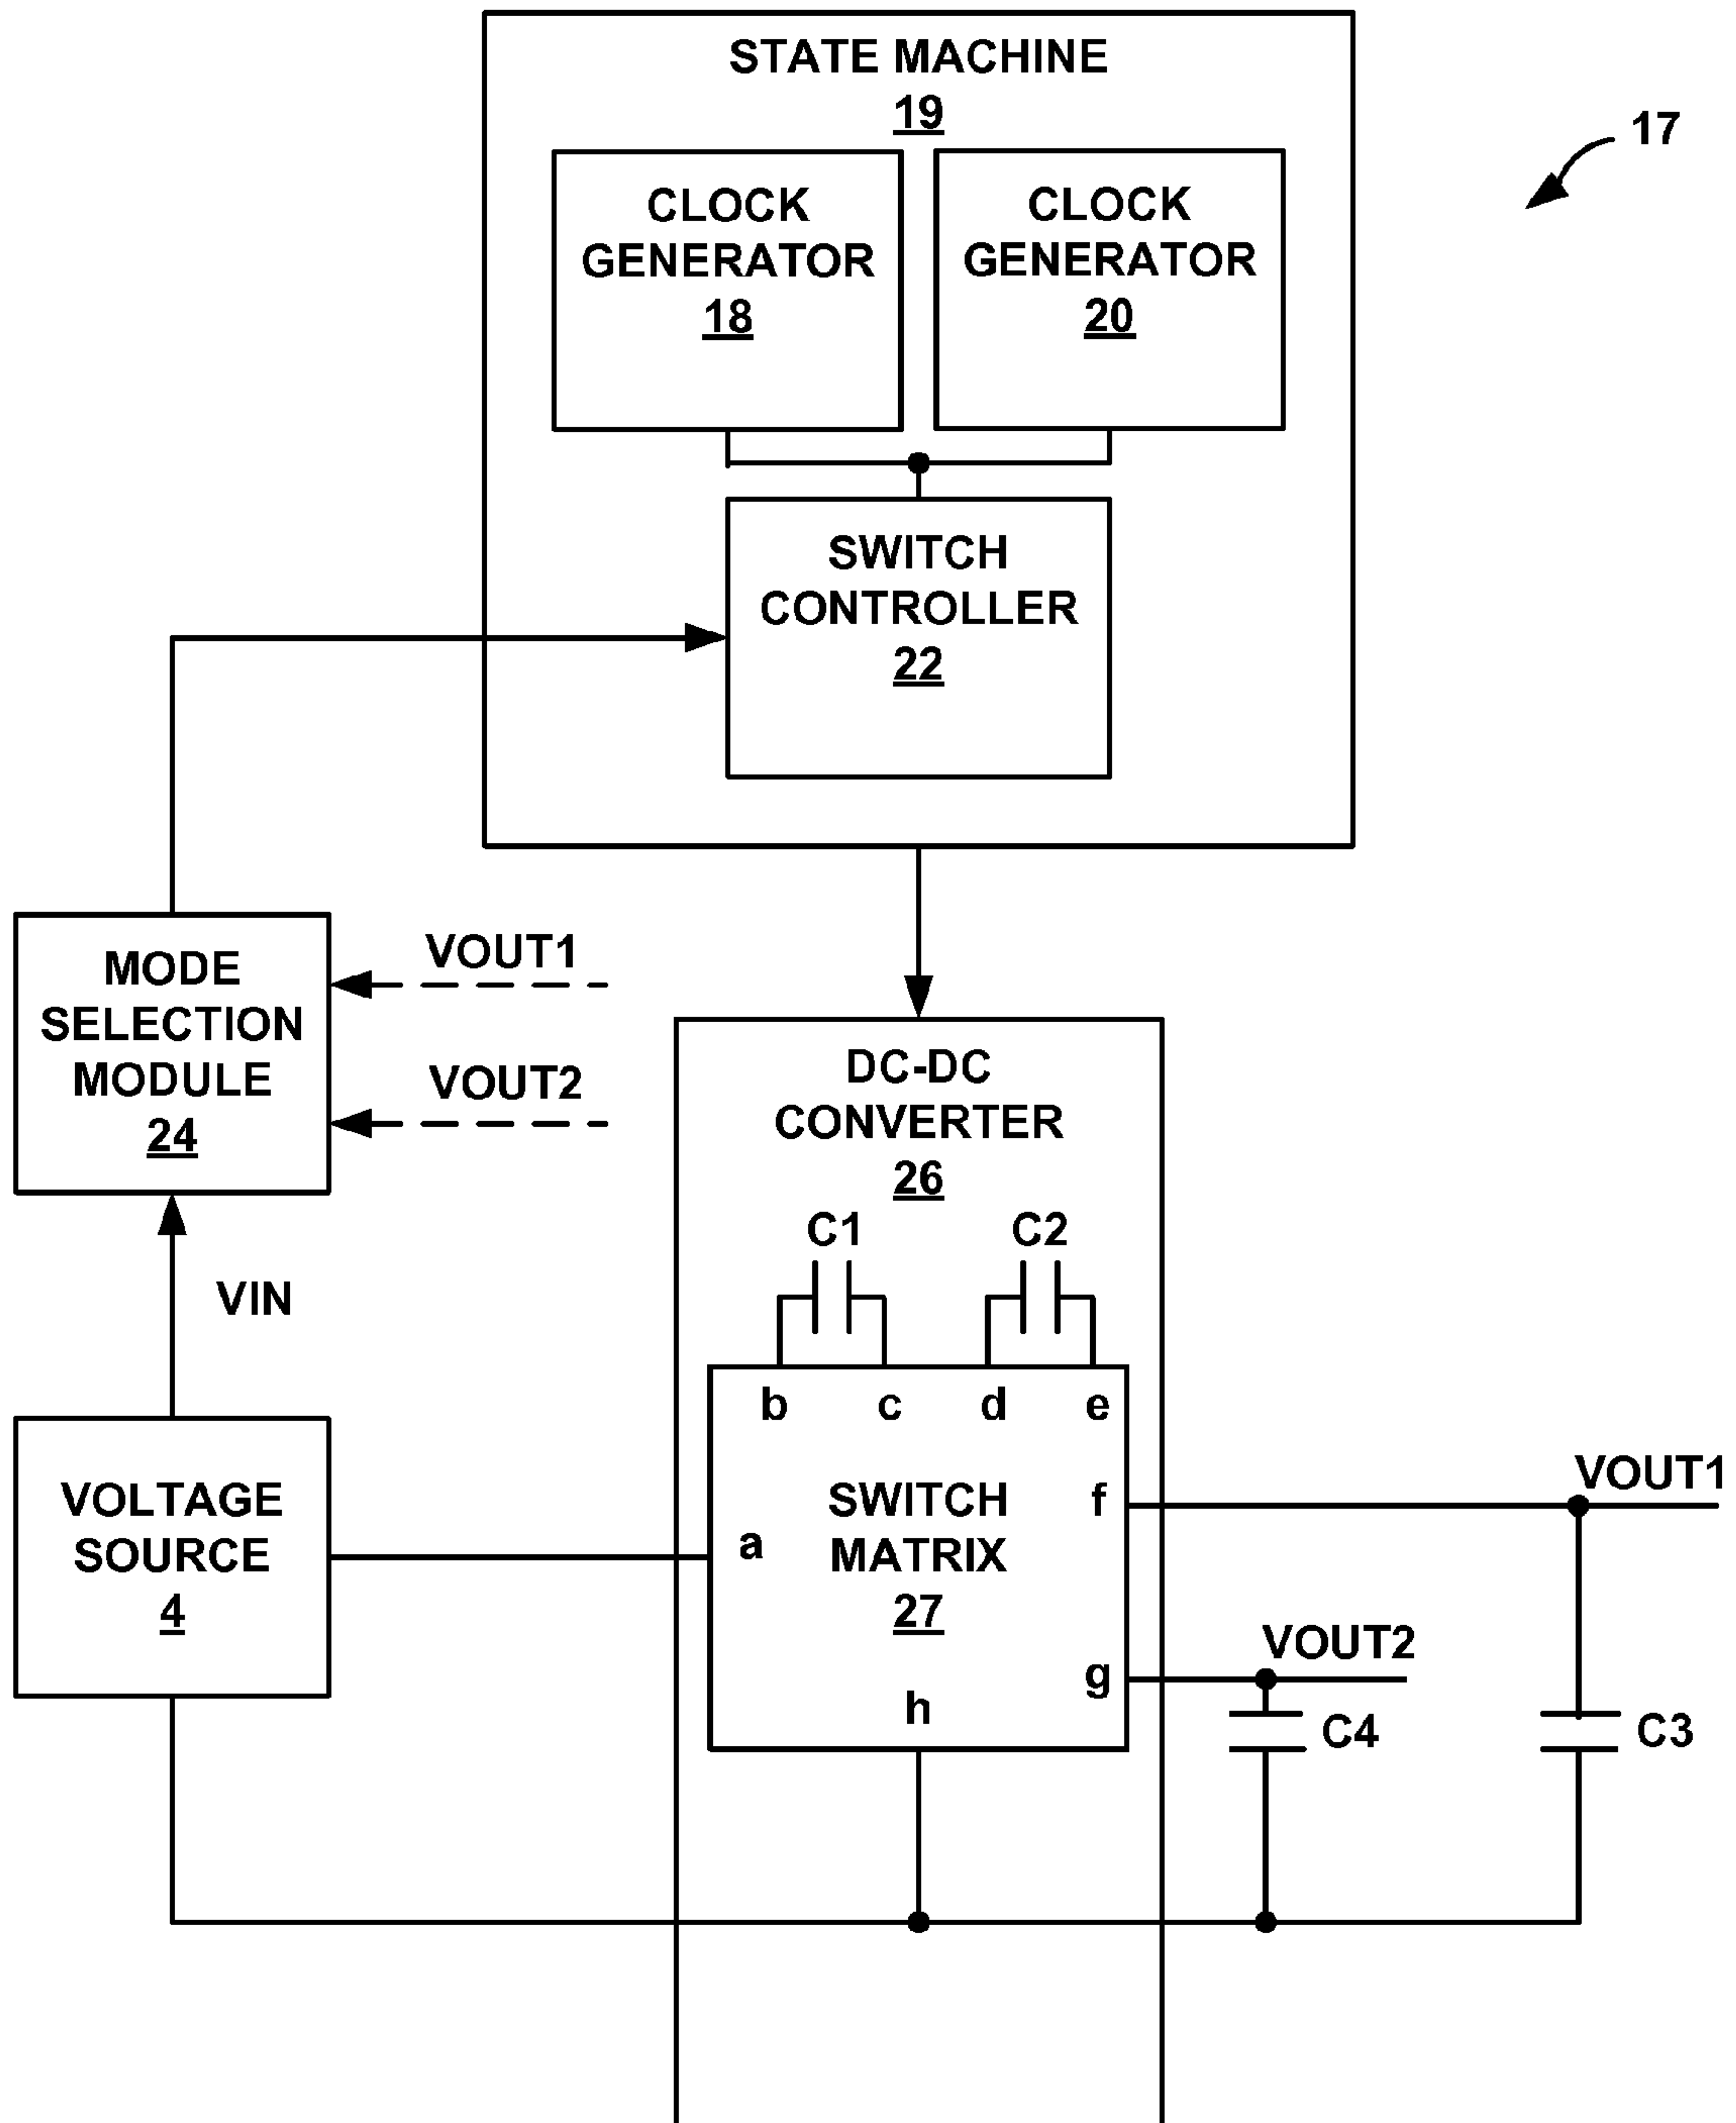 STATE MACHINE
19
17
CLOCK
GENERATOR
18
CLOCK
GENERATOR
20
SWITCH
CONTROLLER
22
MODE
SELECTION
MODULE
24
VOUT1
VOUT2
DC-DC
CONVERTER
26
C1
C2
VIN
b c d e
VOLTAGE
SOURCE
4
a
SWITCH
MATRIX
27
f
g
h
VOUT1
VOUT2
C4
C3